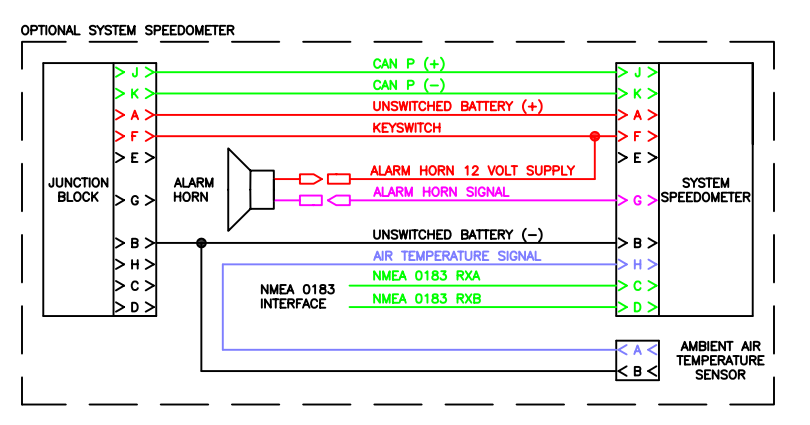 OPTIONAL SYSTEM SPEEDOMETER
CAN P (+)
J J
CAN P (-)
K K
UNSWITCHED BATTERY (+)
A A
KEYSWITCH
F F
E E
ALARM HORN 12 VOLT SUPPLY
JUNCTION
BLOCK
ALARM
HORN
SYSTEM
SPEEDOMETER
ALARM HORN SIGNAL
G G
UNSWITCHED BATTERY (-)
B B
AIR TEMPERATURE SIGNAL
H H
NMEA 0183 RXA
C C
NMEA 0183
INTERFACE
NMEA 0183 RXB
D D
A
B
AMBIENT AIR
TEMPERATURE
SENSOR